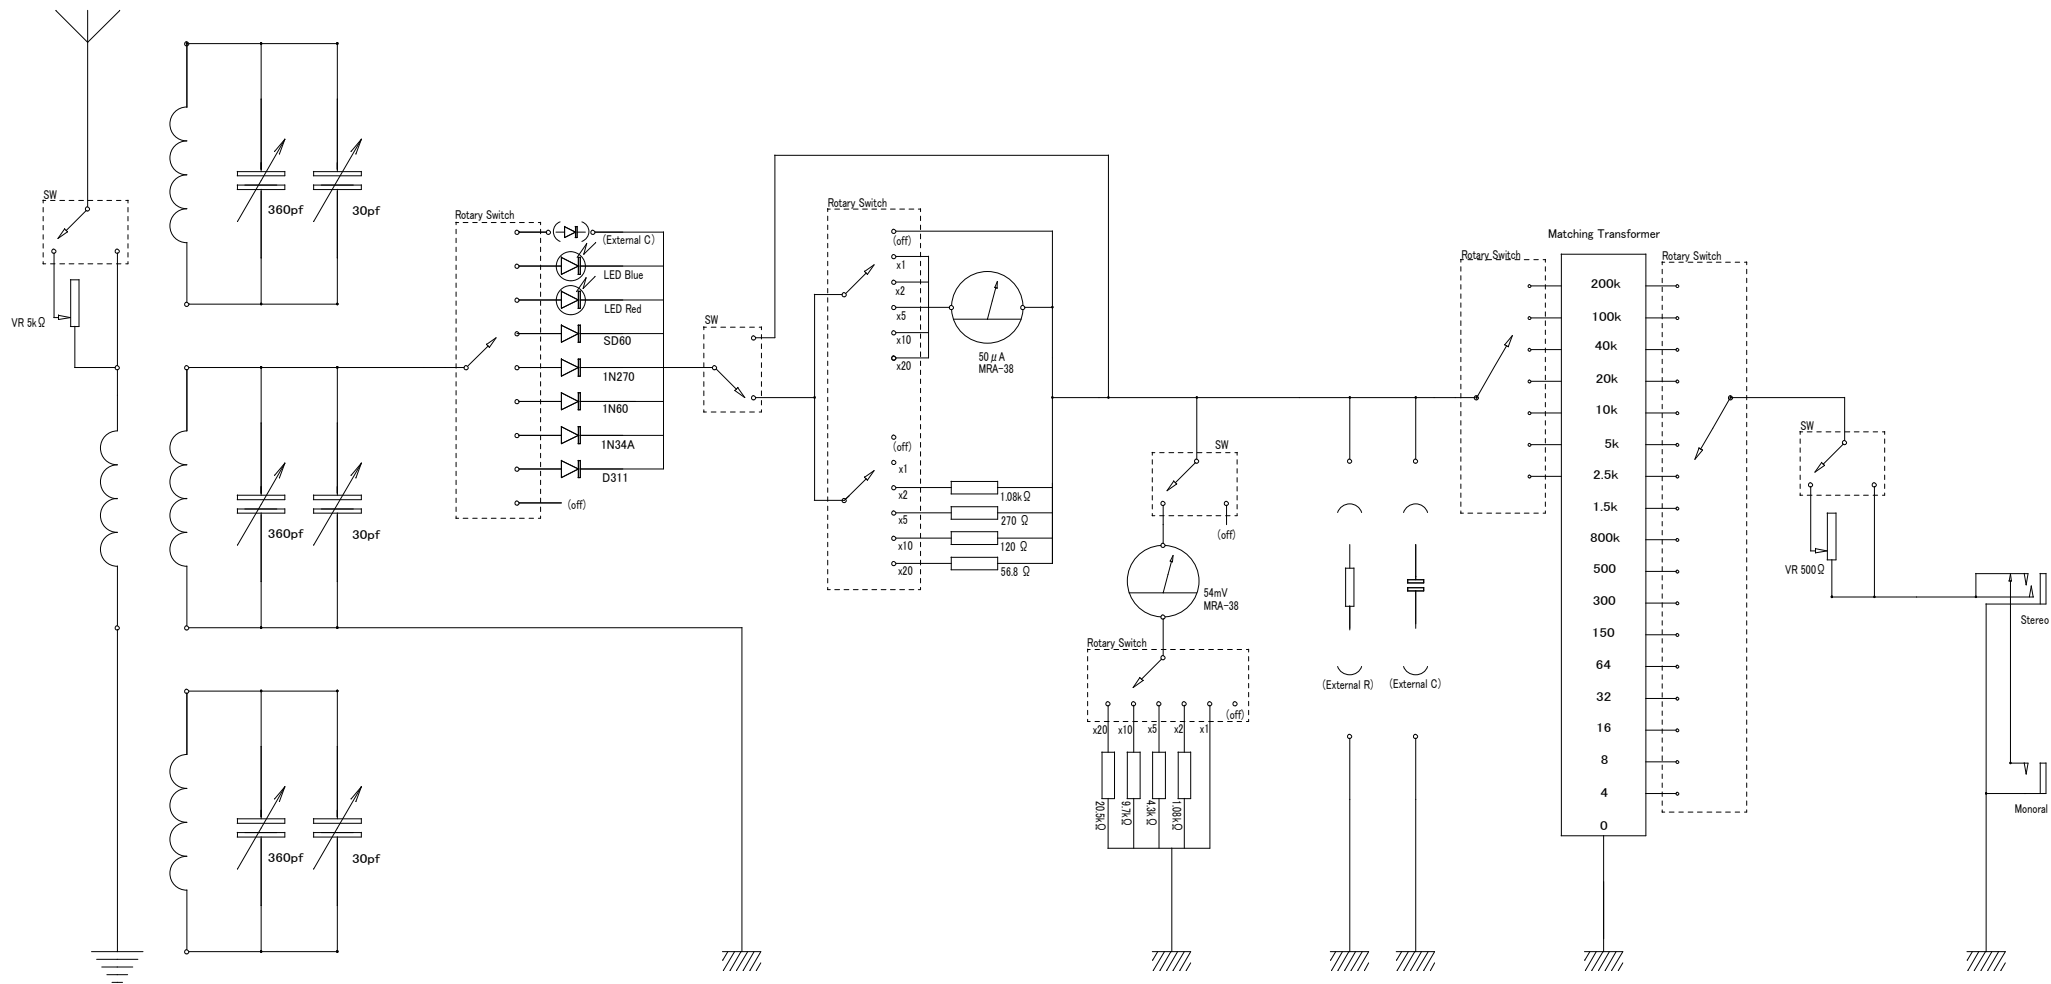 SW
VR 5kΩ
360pf
30pf
360pf
30pf
360pf
30pf
Rotary Switch
(External C)
LED Blue
LED Red
SD60
1N270
1N60
1N34A
D311
(off)
SW
Rotary Switch
(off)
x1
x2
x5
x10
x20
50μA
MRA-38
(off)
x1
x2
x5
x10
x20
1.08kΩ
270 Ω
120 Ω
56.8 Ω
SW
(off)
54mV
MRA-38
Rotary Switch
x20
x10
x5
x2
x1
(off)
20.5kΩ
9.7kΩ
4.3kΩ
1.08kΩ
(External R)
(External C)
Matching Transformer
Rotary Switch
Rotary Switch
200k
100k
40k
20k
10k
5k
2.5k
1.5k
800k
500
300
150
64
32
16
8
4
0
SW
VR 500Ω
Stereo
Monoral